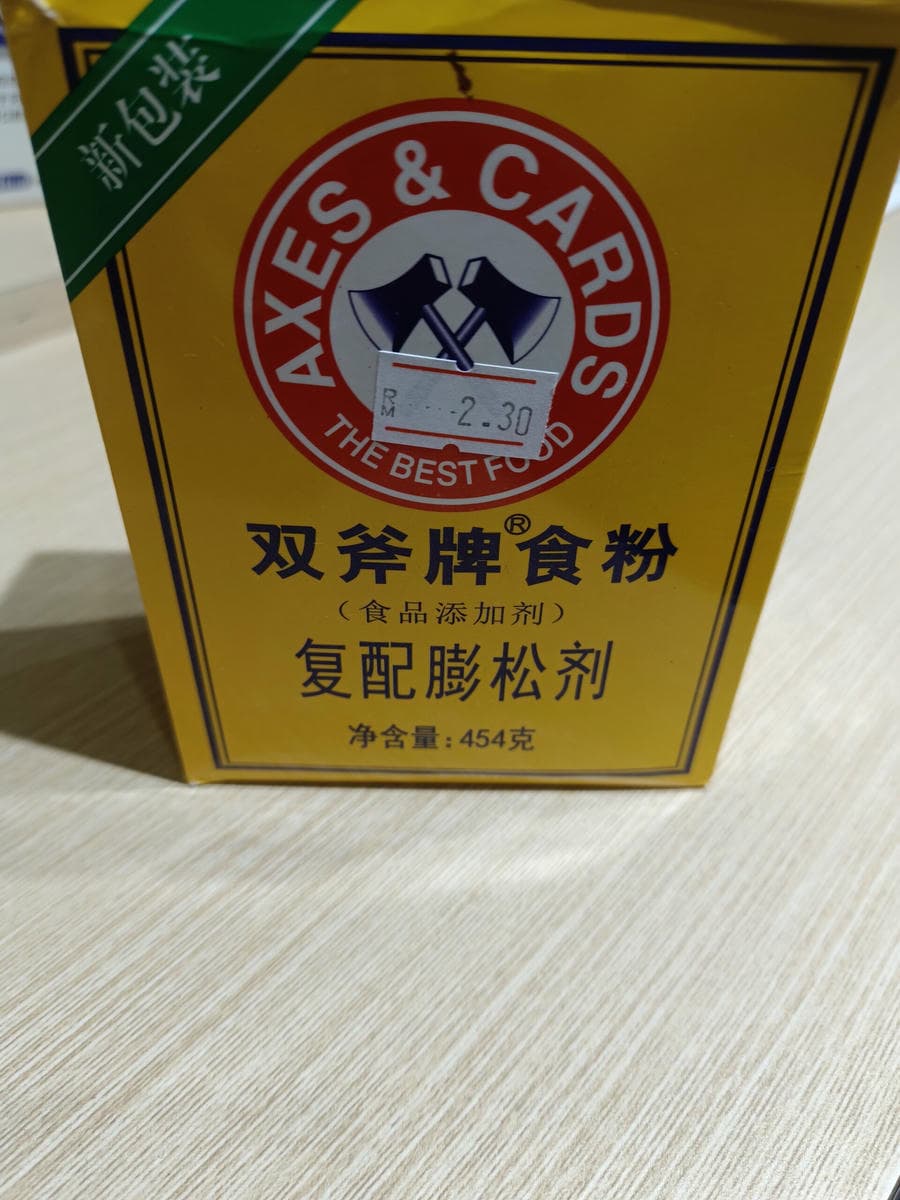 新包装
AXES & CARDS
RM 2.30
THE BEST FOOD
双斧牌®食粉
(食品添加剂)
复配膨松剂
净含量:454克